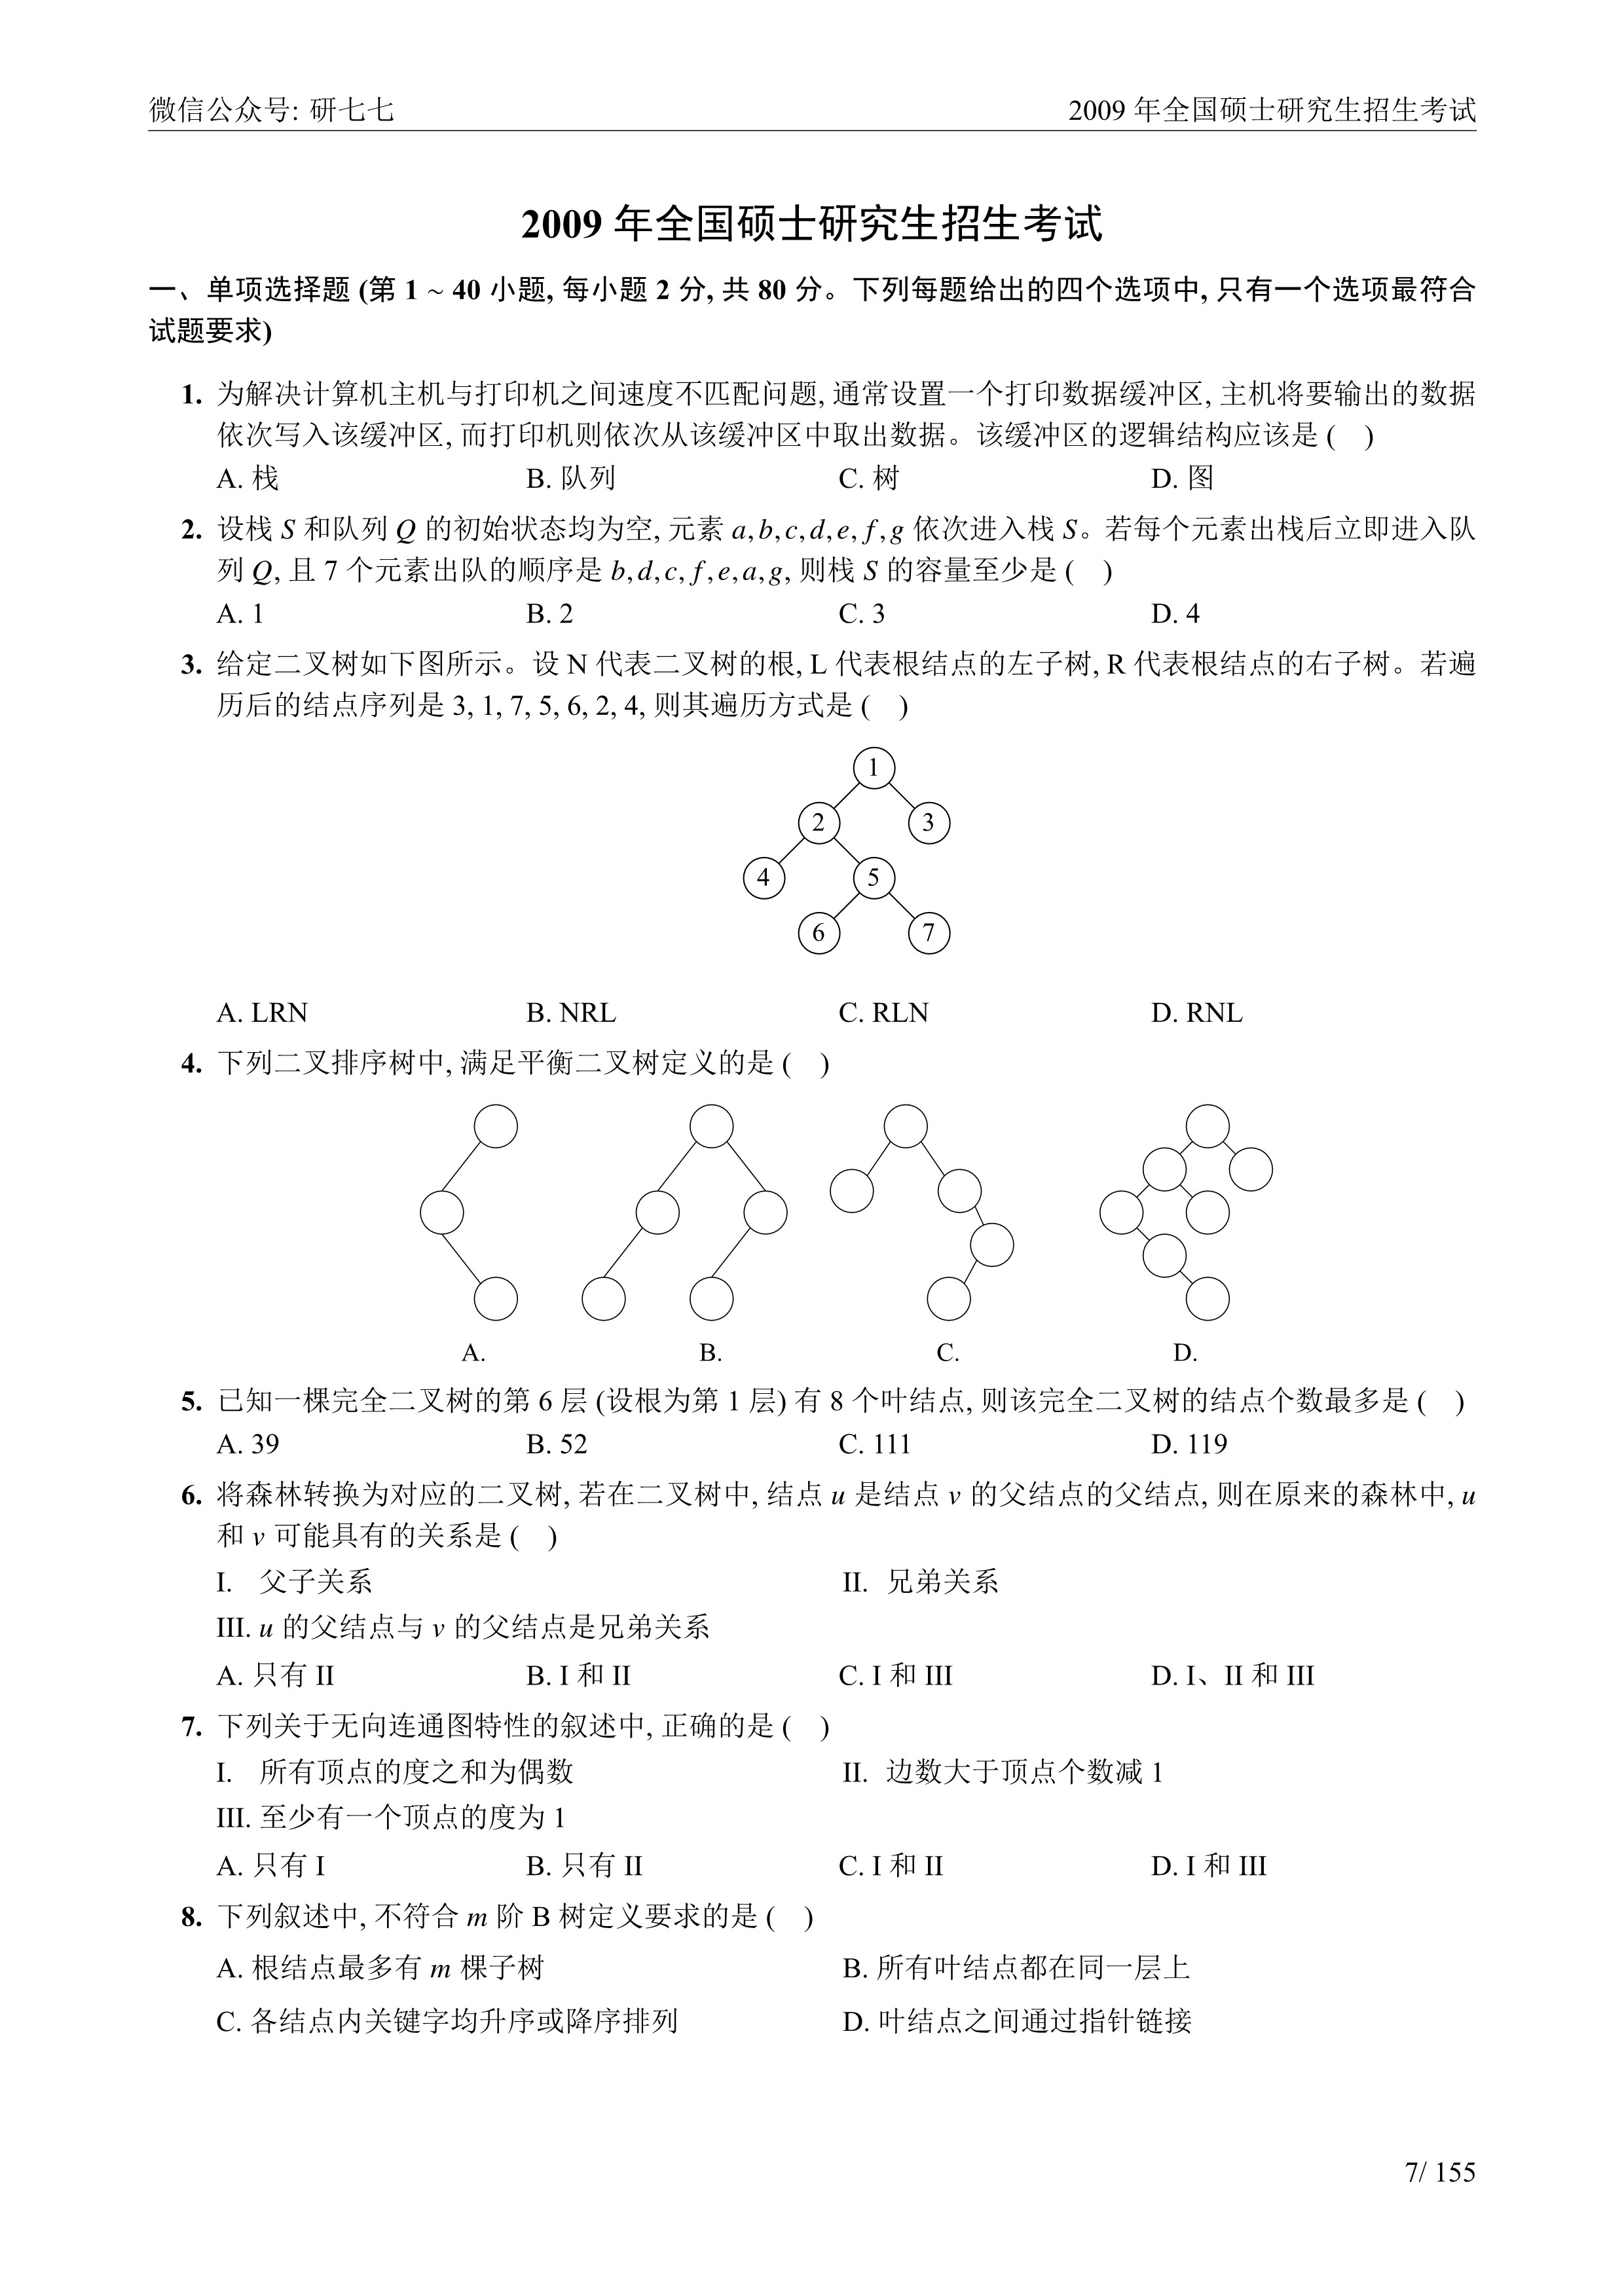 微信公众号: 研七七
2009 年全国硕士研究生招生考试
2009 年全国硕士研究生招生考试
一、单项选择题 (第 1 ~ 40 小题, 每小题 2 分, 共 80 分。下列每题给出的四个选项中, 只有一个选项最符合
试题要求)
1. 为解决计算机主机与打印机之间速度不匹配问题, 通常设置一个打印数据缓冲区, 主机将要输出的数据
依次写入该缓冲区, 而打印机则依次从该缓冲区中取出数据。该缓冲区的逻辑结构应该是 ( )
A. 栈 B. 队列 C. 树 D. 图
2. 设栈 S 和队列 Q 的初始状态均为空, 元素 a,b,c,d,e,f,g 依次进入栈 S。若每个元素出栈后立即进入队
列 Q, 且 7 个元素出队的顺序是 b,d,c,f,e,a,g, 则栈 S 的容量至少是 ( )
A. 1 B. 2 C. 3 D. 4
3. 给定二叉树如下图所示。设 N 代表二叉树的根, L 代表根结点的左子树, R 代表根结点的右子树。若遍
历后的结点序列是 3, 1, 7, 5, 6, 2, 4, 则其遍历方式是 ( )
1
2 3
4 5
6 7
A. LRN B. NRL C. RLN D. RNL
4. 下列二叉排序树中, 满足平衡二叉树定义的是 ( )
A. B. C. D.
5. 已知一棵完全二叉树的第 6 层 (设根为第 1 层) 有 8 个叶结点, 则该完全二叉树的结点个数最多是 ( )
A. 39 B. 52 C. 111 D. 119
6. 将森林转换为对应的二叉树, 若在二叉树中, 结点 u 是结点 v 的父结点的父结点, 则在原来的森林中, u
和 v 可能具有的关系是 ( )
I. 父子关系 II. 兄弟关系
III. u 的父结点与 v 的父结点是兄弟关系
A. 只有 II B. I 和 II C. I 和 III D. I、II 和 III
7. 下列关于无向连通图特性的叙述中, 正确的是 ( )
I. 所有顶点的度之和为偶数 II. 边数大于顶点个数减 1
III. 至少有一个顶点的度为 1
A. 只有 I B. 只有 II C. I 和 II D. I 和 III
8. 下列叙述中, 不符合 m 阶 B 树定义要求的是 ( )
A. 根结点最多有 m 棵子树 B. 所有叶结点都在同一层上
C. 各结点内关键字均升序或降序排列 D. 叶结点之间通过指针链接
7/ 155